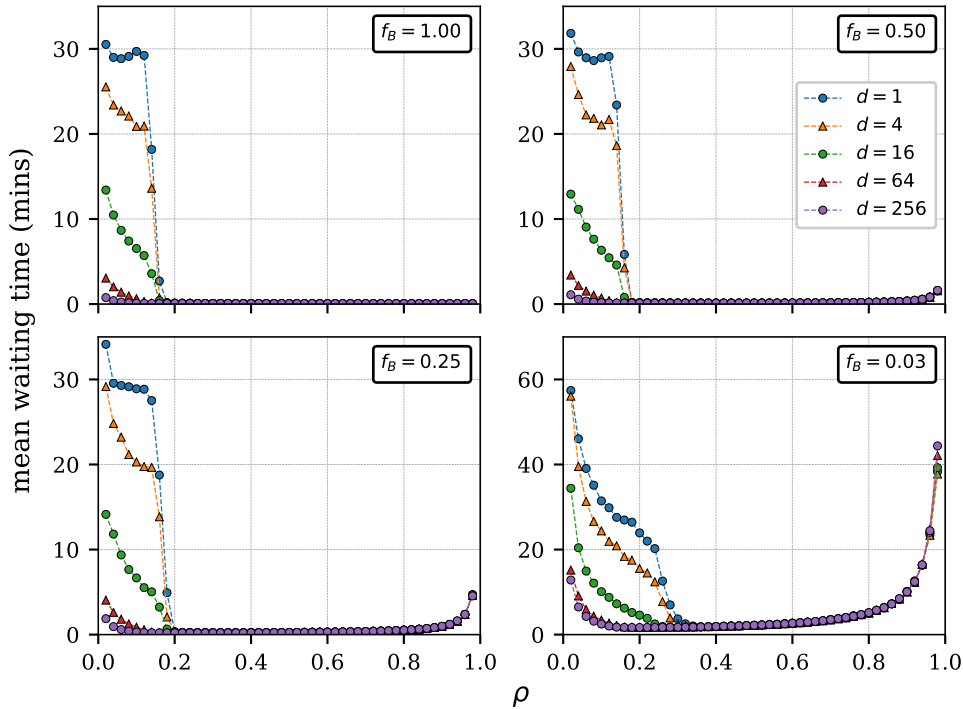 mean waiting time (mins)
f_B = 1.00
30
20
10
0
f_B = 0.50
30
20
10
0
d = 1
d = 4
d = 16
d = 64
d = 256
f_B = 0.25
30
20
10
0
0.0 0.2 0.4 0.6 0.8 1.0
f_B = 0.03
60
40
20
0
0.0 0.2 0.4 0.6 0.8 1.0
ρ